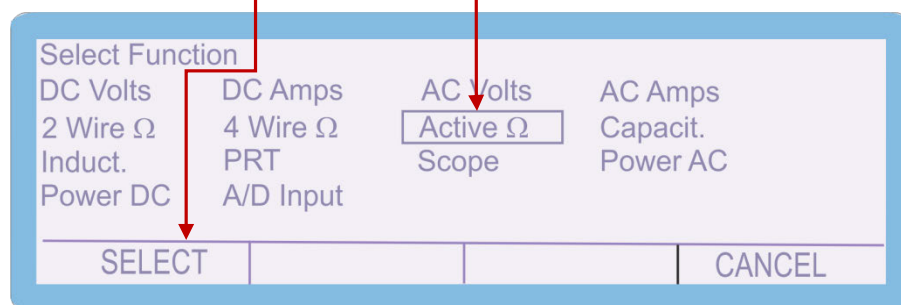 Select Function
DC Volts DC Amps AC Volts AC Amps
2 Wire Ω 4 Wire Ω Active Ω Capacit.
Induct. PRT Scope Power AC
Power DC A/D Input
SELECT CANCEL